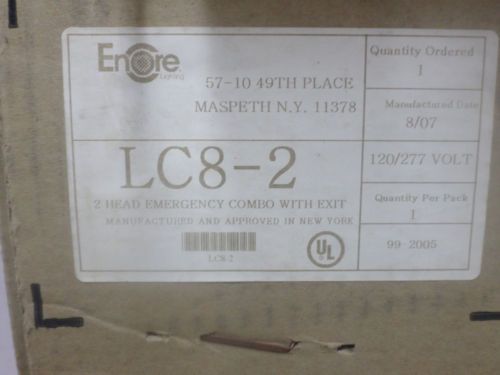 Encore
Lighting
57-10 49TH PLACE
MASPETH N.Y. 11378
LC8-2
2 HEAD EMERGENCY COMBO WITH EXIT
MANUFACTURED AND APPROVED IN NEW YORK
LC8-2
UL
Quantity Ordered
1
Manufactured Date
8/07
120/277 VOLT
Quantity Per Pack
1
99-2005